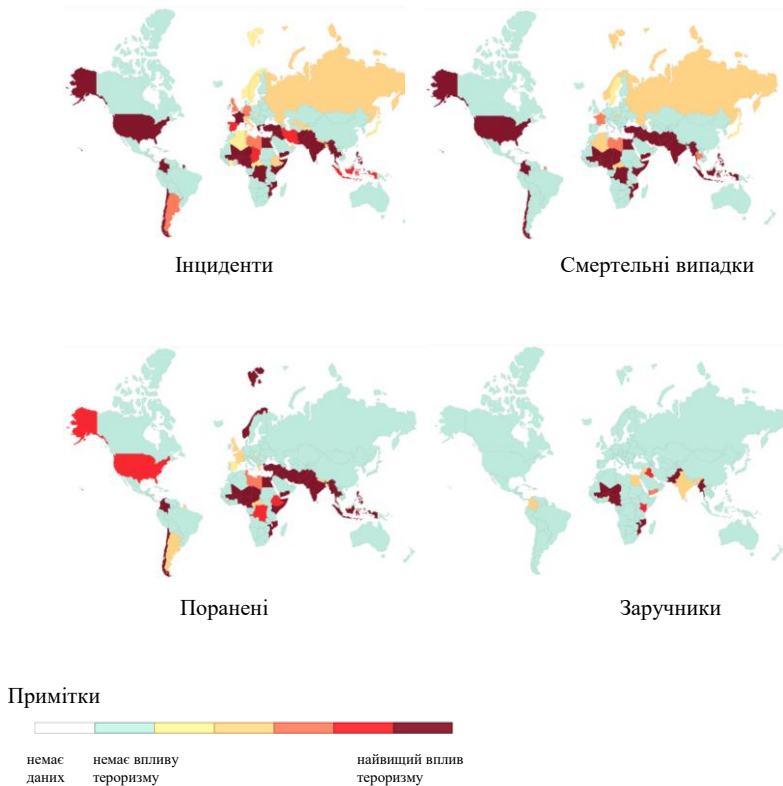 Інциденти
Смертельні випадки
Поранені
Заручники
Примітки
немає даних
немає впливу тероризму
найвищий вплив тероризму